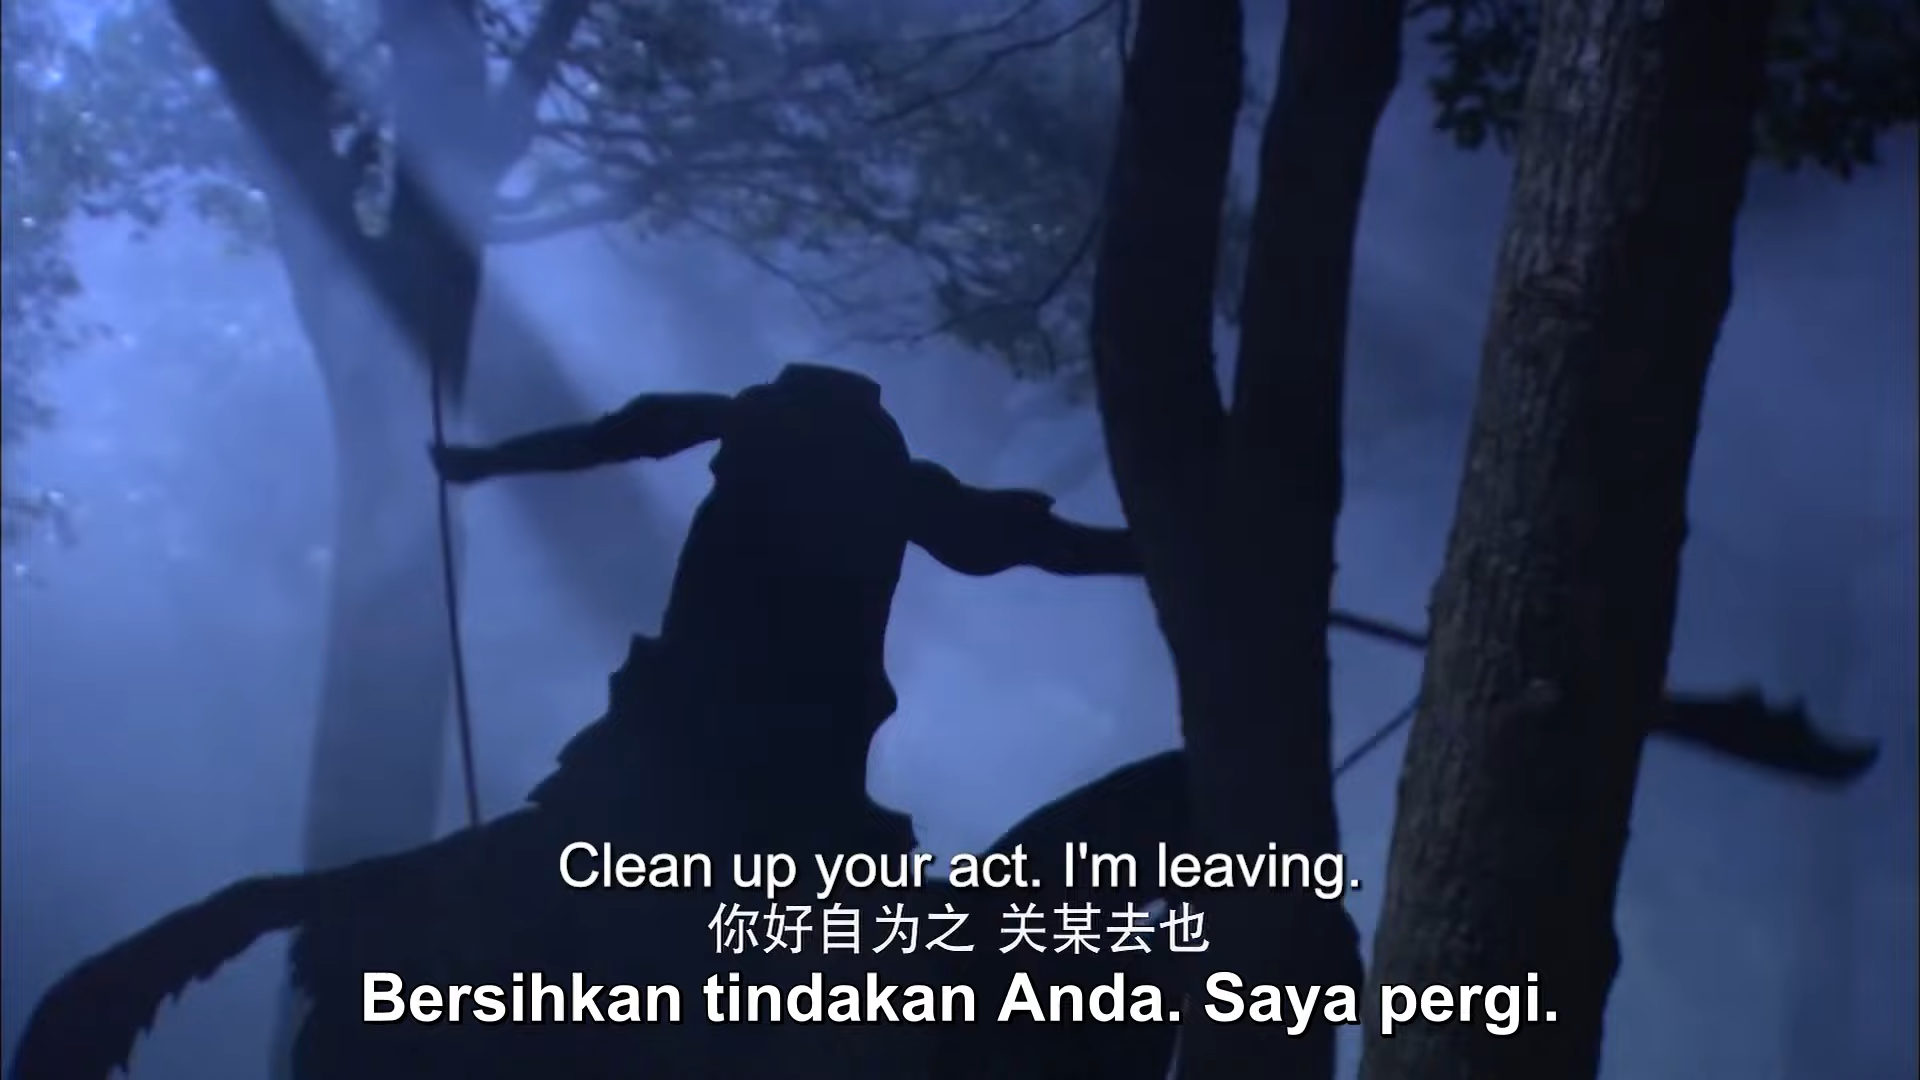 Clean up your act. I'm leaving.
你好自为之 关某去也
Bersihkan tindakan Anda. Saya pergi.